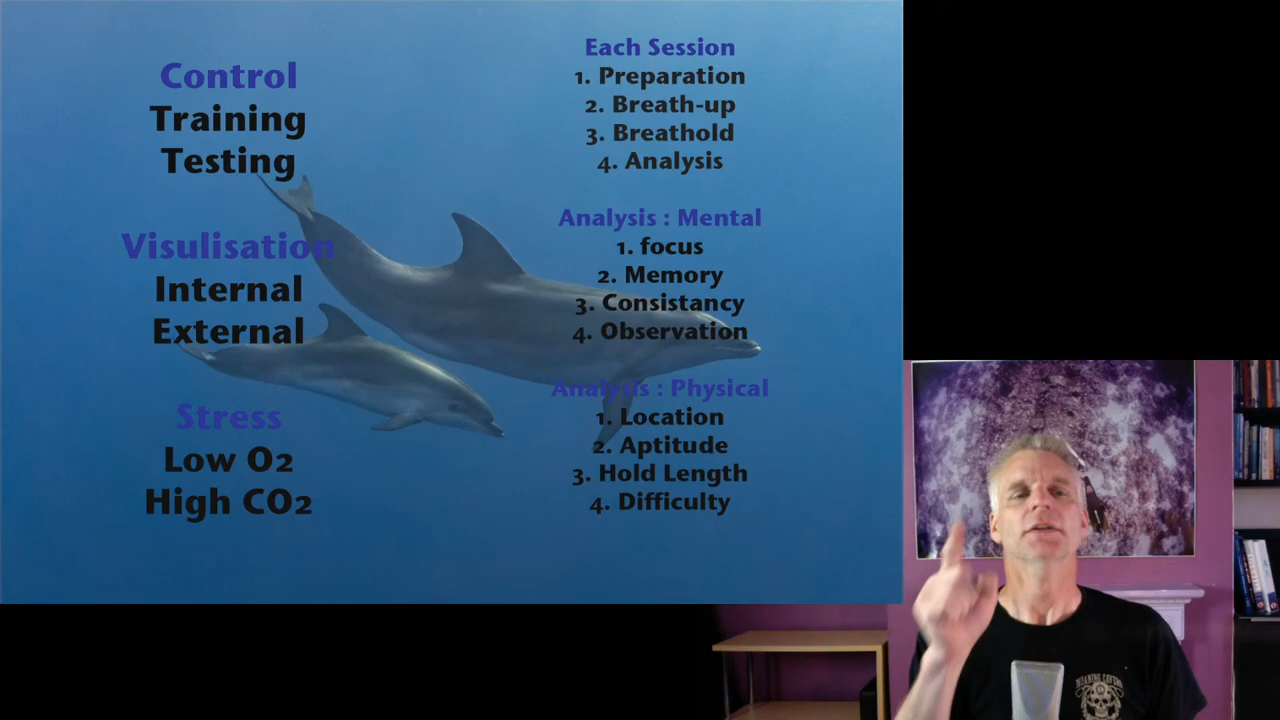 Control
Training
Testing
Visulisation
Internal
External
Stress
Low O2
High CO2
Each Session
1. Preparation
2. Breath-up
3. Breathold
4. Analysis
Analysis : Mental
1. focus
2. Memory
3. Consistancy
4. Observation
Analysis : Physical
1. Location
2. Aptitude
3. Hold Length
4. Difficulty